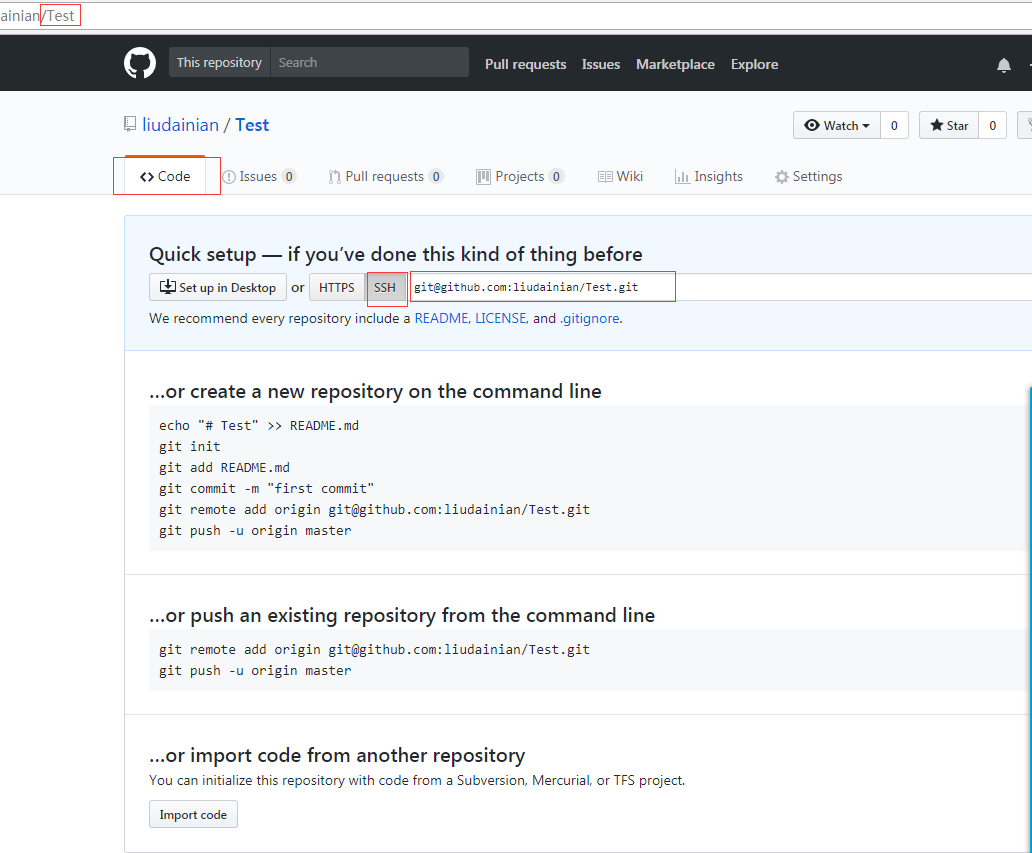 ainian/Test
This repository Search Pull requests Issues Marketplace Explore
liudainian / Test Watch 0 Star 0
Code Issues 0 Pull requests 0 Projects 0 Wiki Insights Settings
Quick setup — if you’ve done this kind of thing before
Set up in Desktop or HTTPS SSH git@github.com:liudainian/Test.git
We recommend every repository include a README, LICENSE, and .gitignore.
…or create a new repository on the command line
echo "# Test" >> README.md
git init
git add README.md
git commit -m "first commit"
git remote add origin git@github.com:liudainian/Test.git
git push -u origin master
…or push an existing repository from the command line
git remote add origin git@github.com:liudainian/Test.git
git push -u origin master
…or import code from another repository
You can initialize this repository with code from a Subversion, Mercurial, or TFS project.
Import code